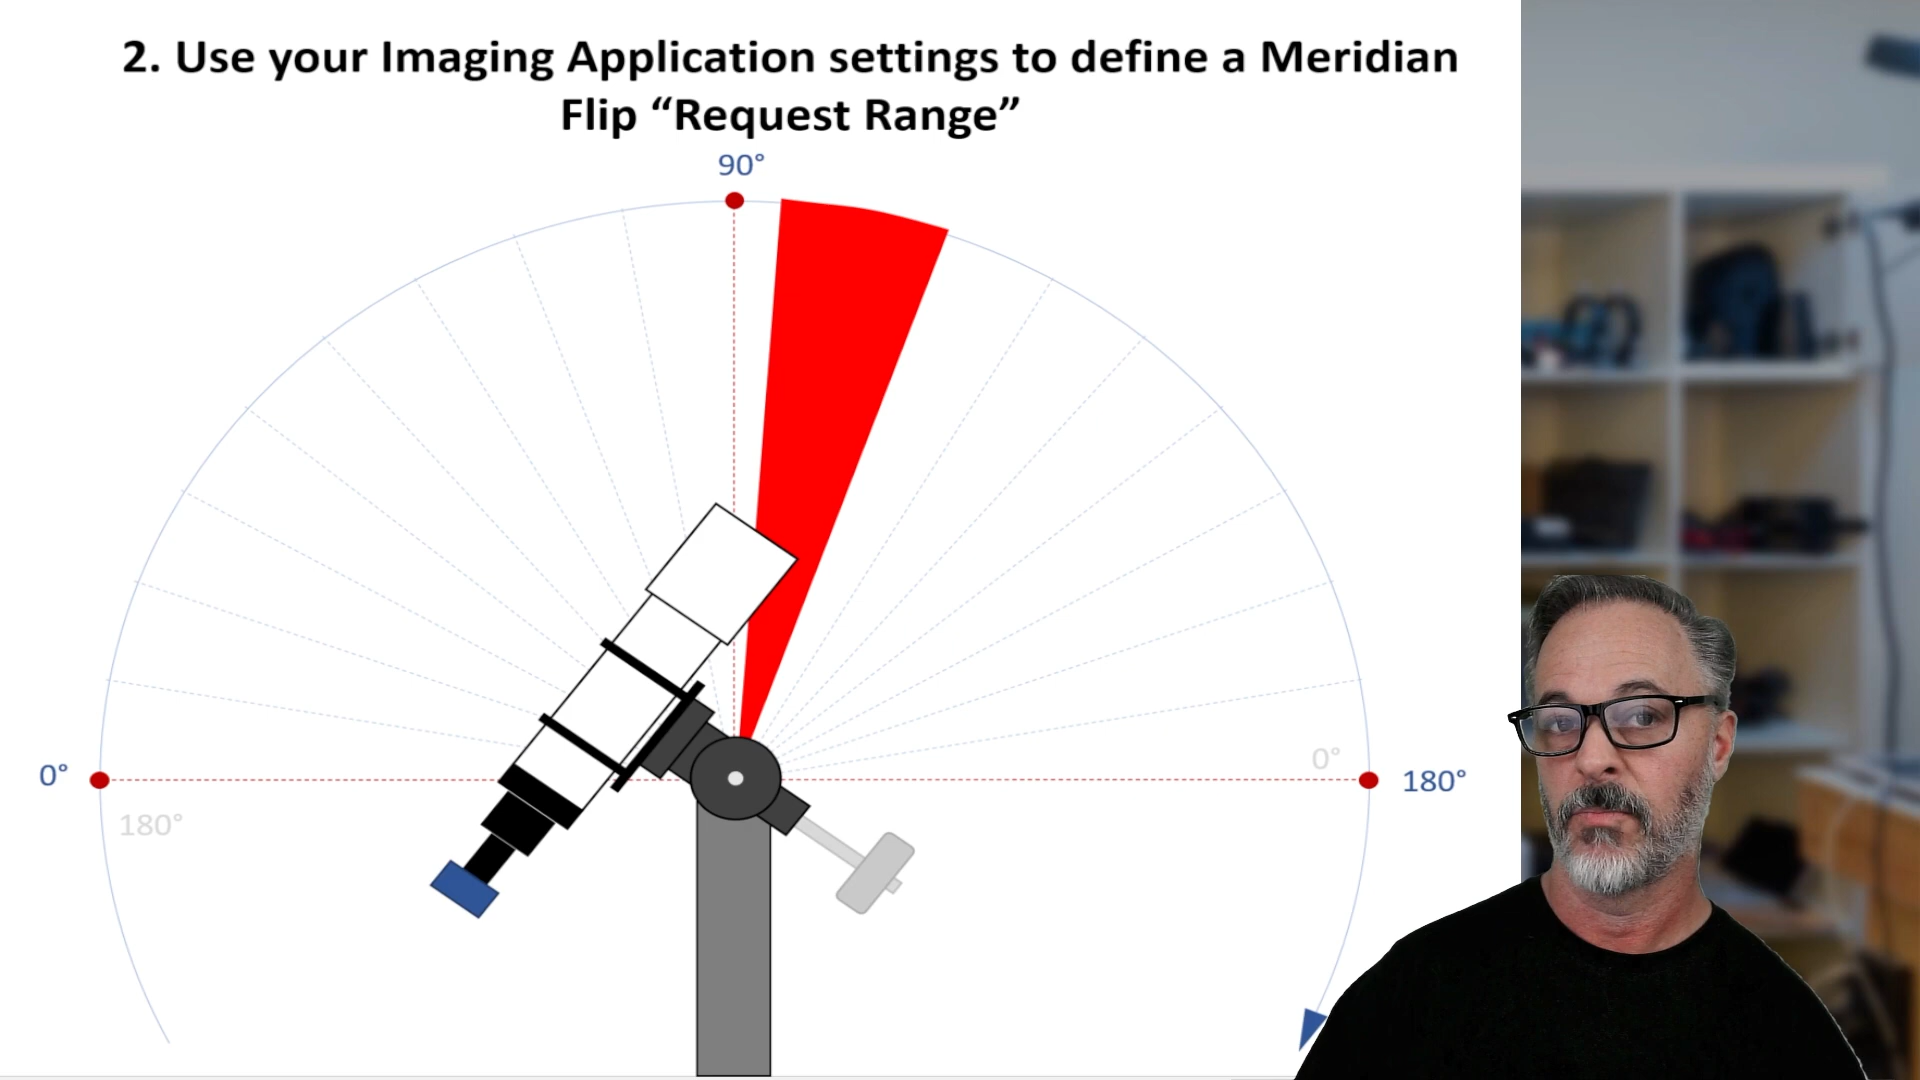 2. Use your Imaging Application settings to define a Meridian
Flip “Request Range”
90°
0°
0°
180°
180°